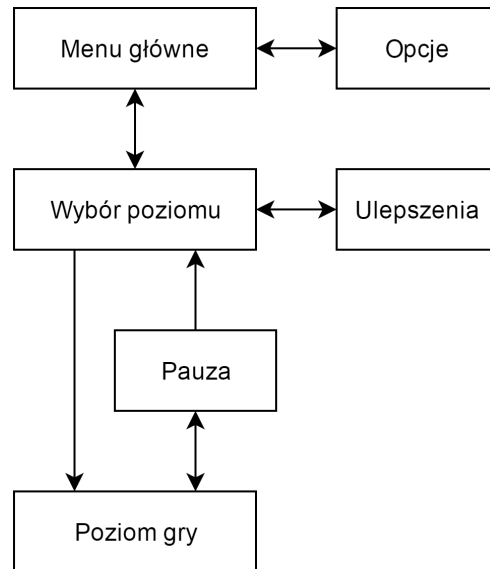 Menu główne
Opcje
Wybór poziomu
Ulepszenia
Pauza
Poziom gry